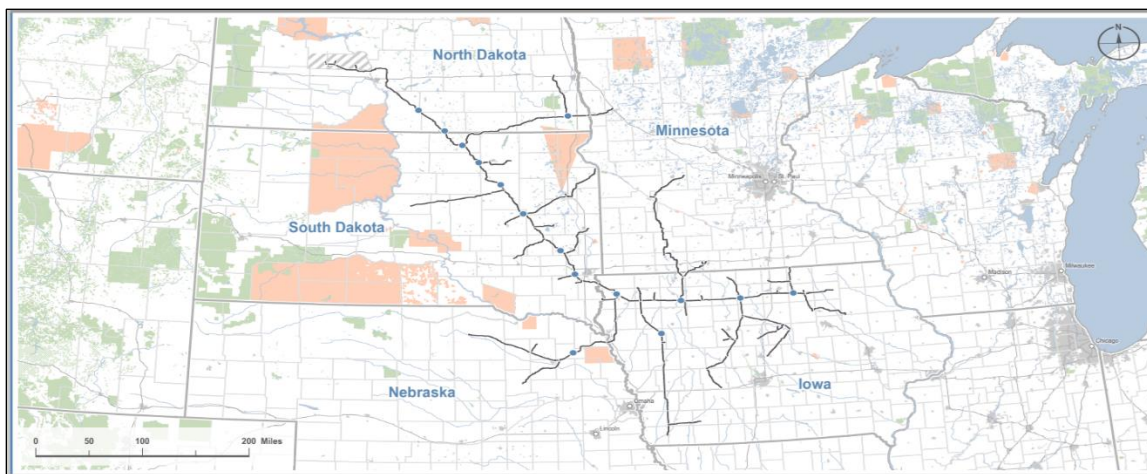 N
North Dakota
Minnesota
Minneapolis
St. Paul
South Dakota
Madison
Milwaukee
Chicago
Nebraska
Iowa
Omaha
Lincoln
0 50 100 200 Miles